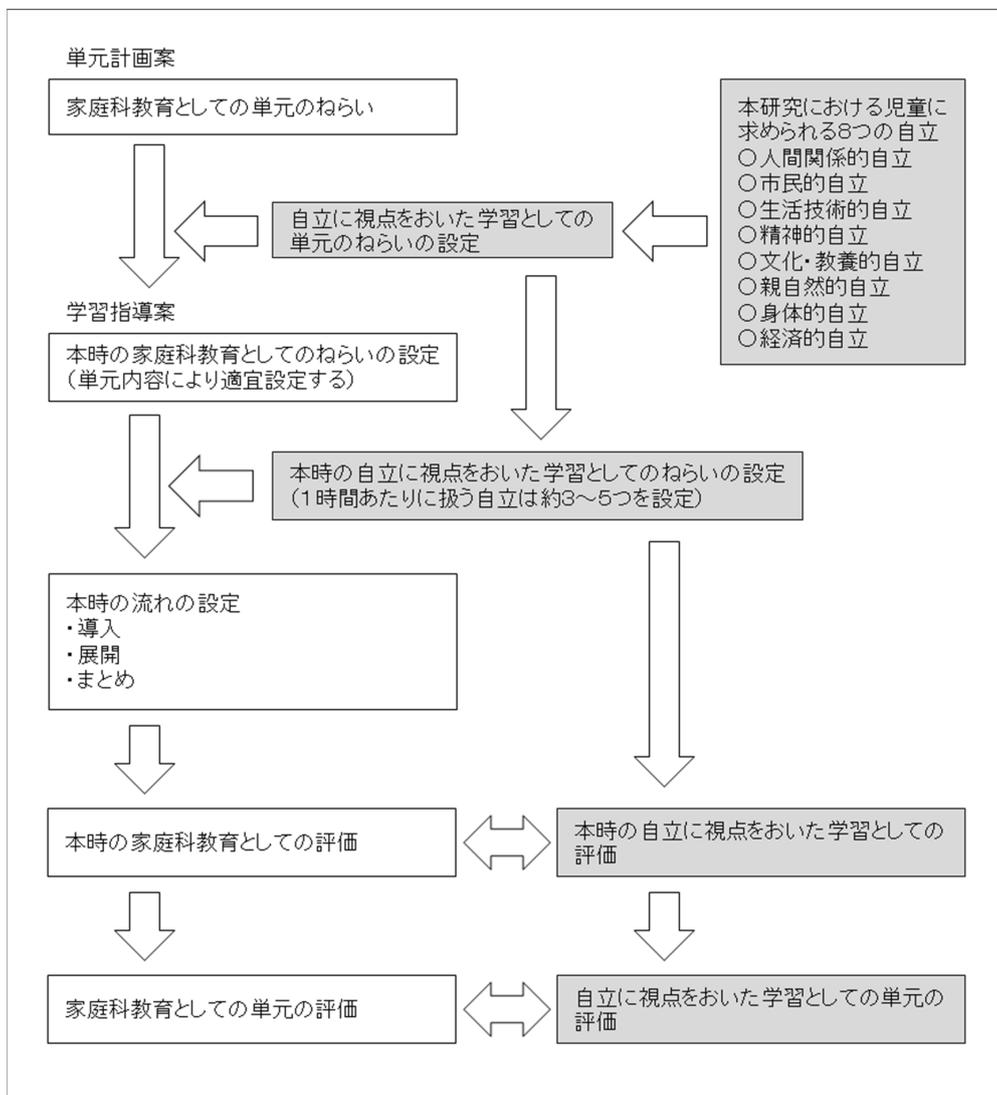 単元計画案
家庭科教育としての単元のねらい
本研究における児童に
求められる8つの自立
○人間関係的自立
○市民的自立
○生活技術的自立
○精神的自立
○文化・教養的自立
○親自然的自立
○身体的自立
○経済的自立
自立に視点をおいた学習としての
単元のねらいの設定
学習指導案
本時の家庭科教育としてのねらいの設定
（単元内容により適宜設定する）
本時の自立に視点をおいた学習としてのねらいの設定
（１時間あたりに扱う自立は約３～５つを設定）
本時の流れの設定
・導入
・展開
・まとめ
本時の家庭科教育としての評価
本時の自立に視点をおいた学習としての
評価
家庭科教育としての単元の評価
自立に視点をおいた学習としての単元の
評価